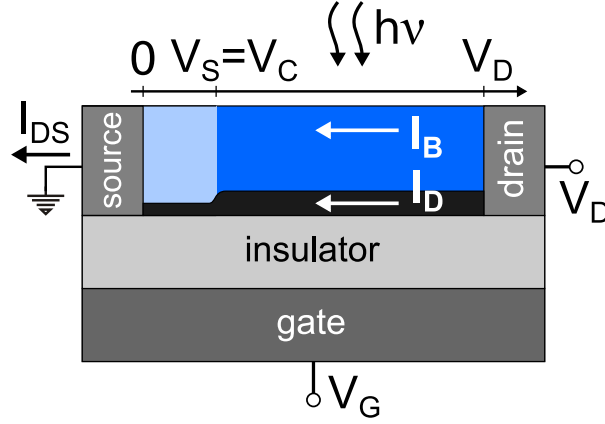 hν
0 V_S=V_C V_D
I_DS
source
I_B
I_D
drain
V_D
insulator
gate
V_G